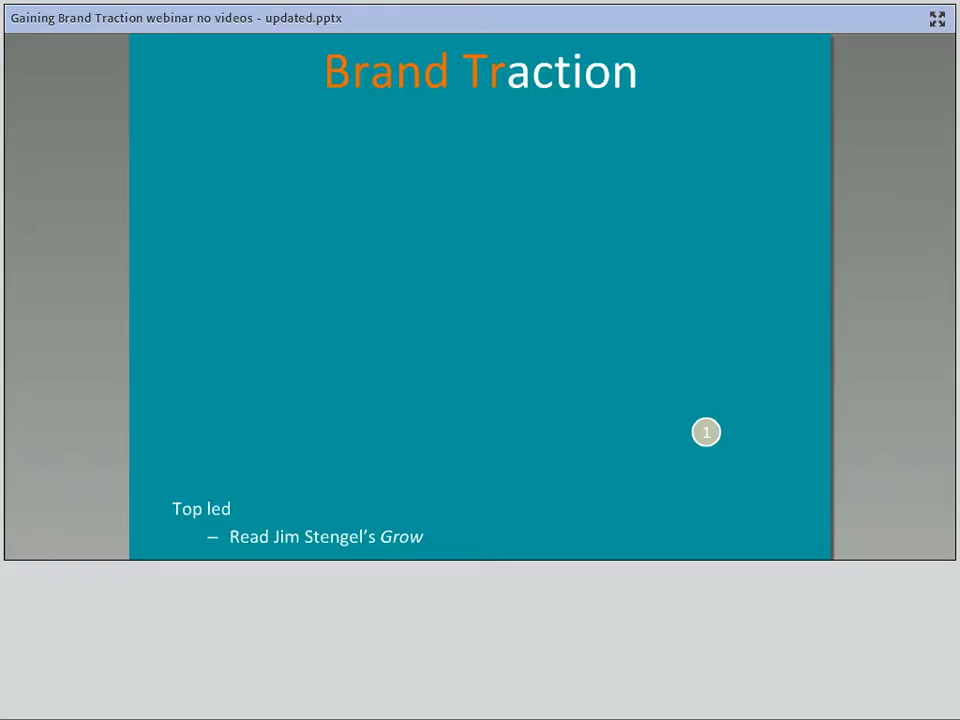 Gaining Brand Traction webinar no videos - updated.pptx
Brand Traction
1
Top led
– Read Jim Stengel's Grow